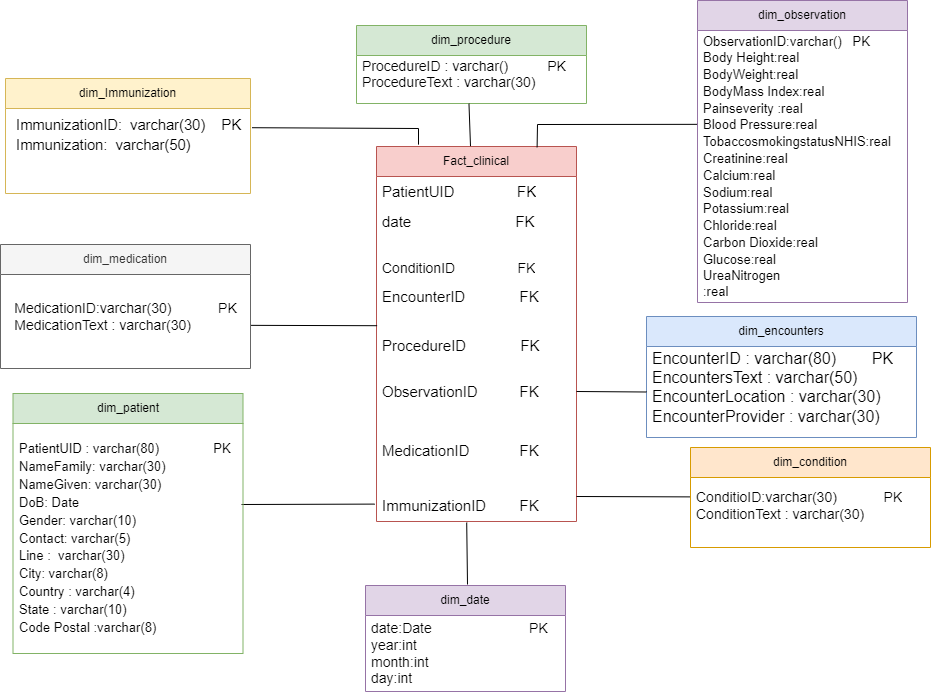 dim_observation
ObservationID:varchar() PK
Body Height:real
BodyWeight:real
BodyMass Index:real
Painseverity :real
Blood Pressure:real
TobaccosmokingstatusNHIS:real
Creatinine:real
Calcium:real
Sodium:real
Potassium:real
Chloride:real
Carbon Dioxide:real
Glucose:real
UreaNitrogen
:real
dim_procedure
ProcedureID : varchar() PK
ProcedureText : varchar(30)
dim_Immunization
ImmunizationID: varchar(30) PK
Immunization: varchar(50)
Fact_clinical
PatientUID FK
date FK
ConditionID FK
EncounterID FK
ProcedureID FK
ObservationID FK
MedicationID FK
ImmunizationID FK
dim_medication
MedicationID:varchar(30) PK
MedicationText : varchar(30)
dim_encounters
EncounterID : varchar(80) PK
EncountersText : varchar(50)
EncounterLocation : varchar(30)
EncounterProvider : varchar(30)
dim_patient
PatientUID : varchar(80) PK
NameFamily: varchar(30)
NameGiven: varchar(30)
DoB: Date
Gender: varchar(10)
Contact: varchar(5)
Line : varchar(30)
City: varchar(8)
Country : varchar(4)
State : varchar(10)
Code Postal :varchar(8)
dim_condition
ConditioID:varchar(30) PK
ConditionText : varchar(30)
dim_date
date:Date PK
year:int
month:int
day:int